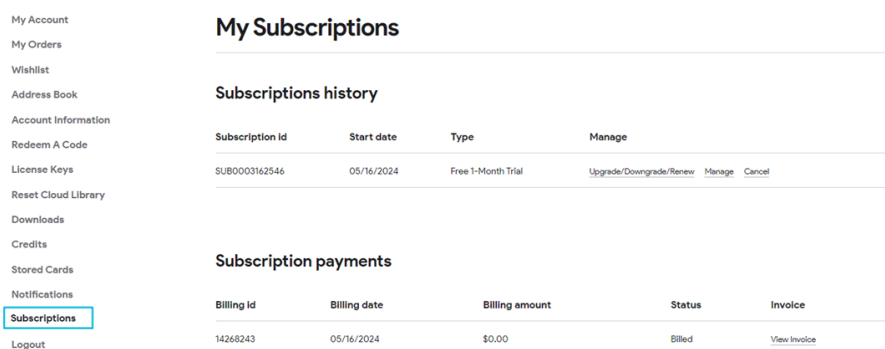 My Account
My Orders
Wishlist
Address Book
Account Information
Redeem A Code
License Keys
Reset Cloud Library
Downloads
Credits
Stored Cards
Notifications
Subscriptions
Logout
My Subscriptions
Subscriptions history
Subscription id Start date Type Manage
SUB0003162546 05/16/2024 Free 1-Month Trial Upgrade/Downgrade/Renew Manage Cancel
Subscription payments
Billing Id Billing date Billing amount Status Invoice
14268243 05/16/2024 $0.00 Billed View Invoice